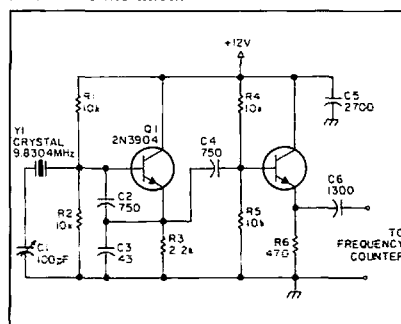 +12V
R1
10k
R4
10k
C5
2700
Y1
CRYSTAL
9.8304MHz
Q1
2N3904
C4
750
C2
750
C6
1300
R2
10k
C1
100pF
C3
43
R3
2.2k
R5
10k
R6
470
TO
FREQUENCY
COUNTER